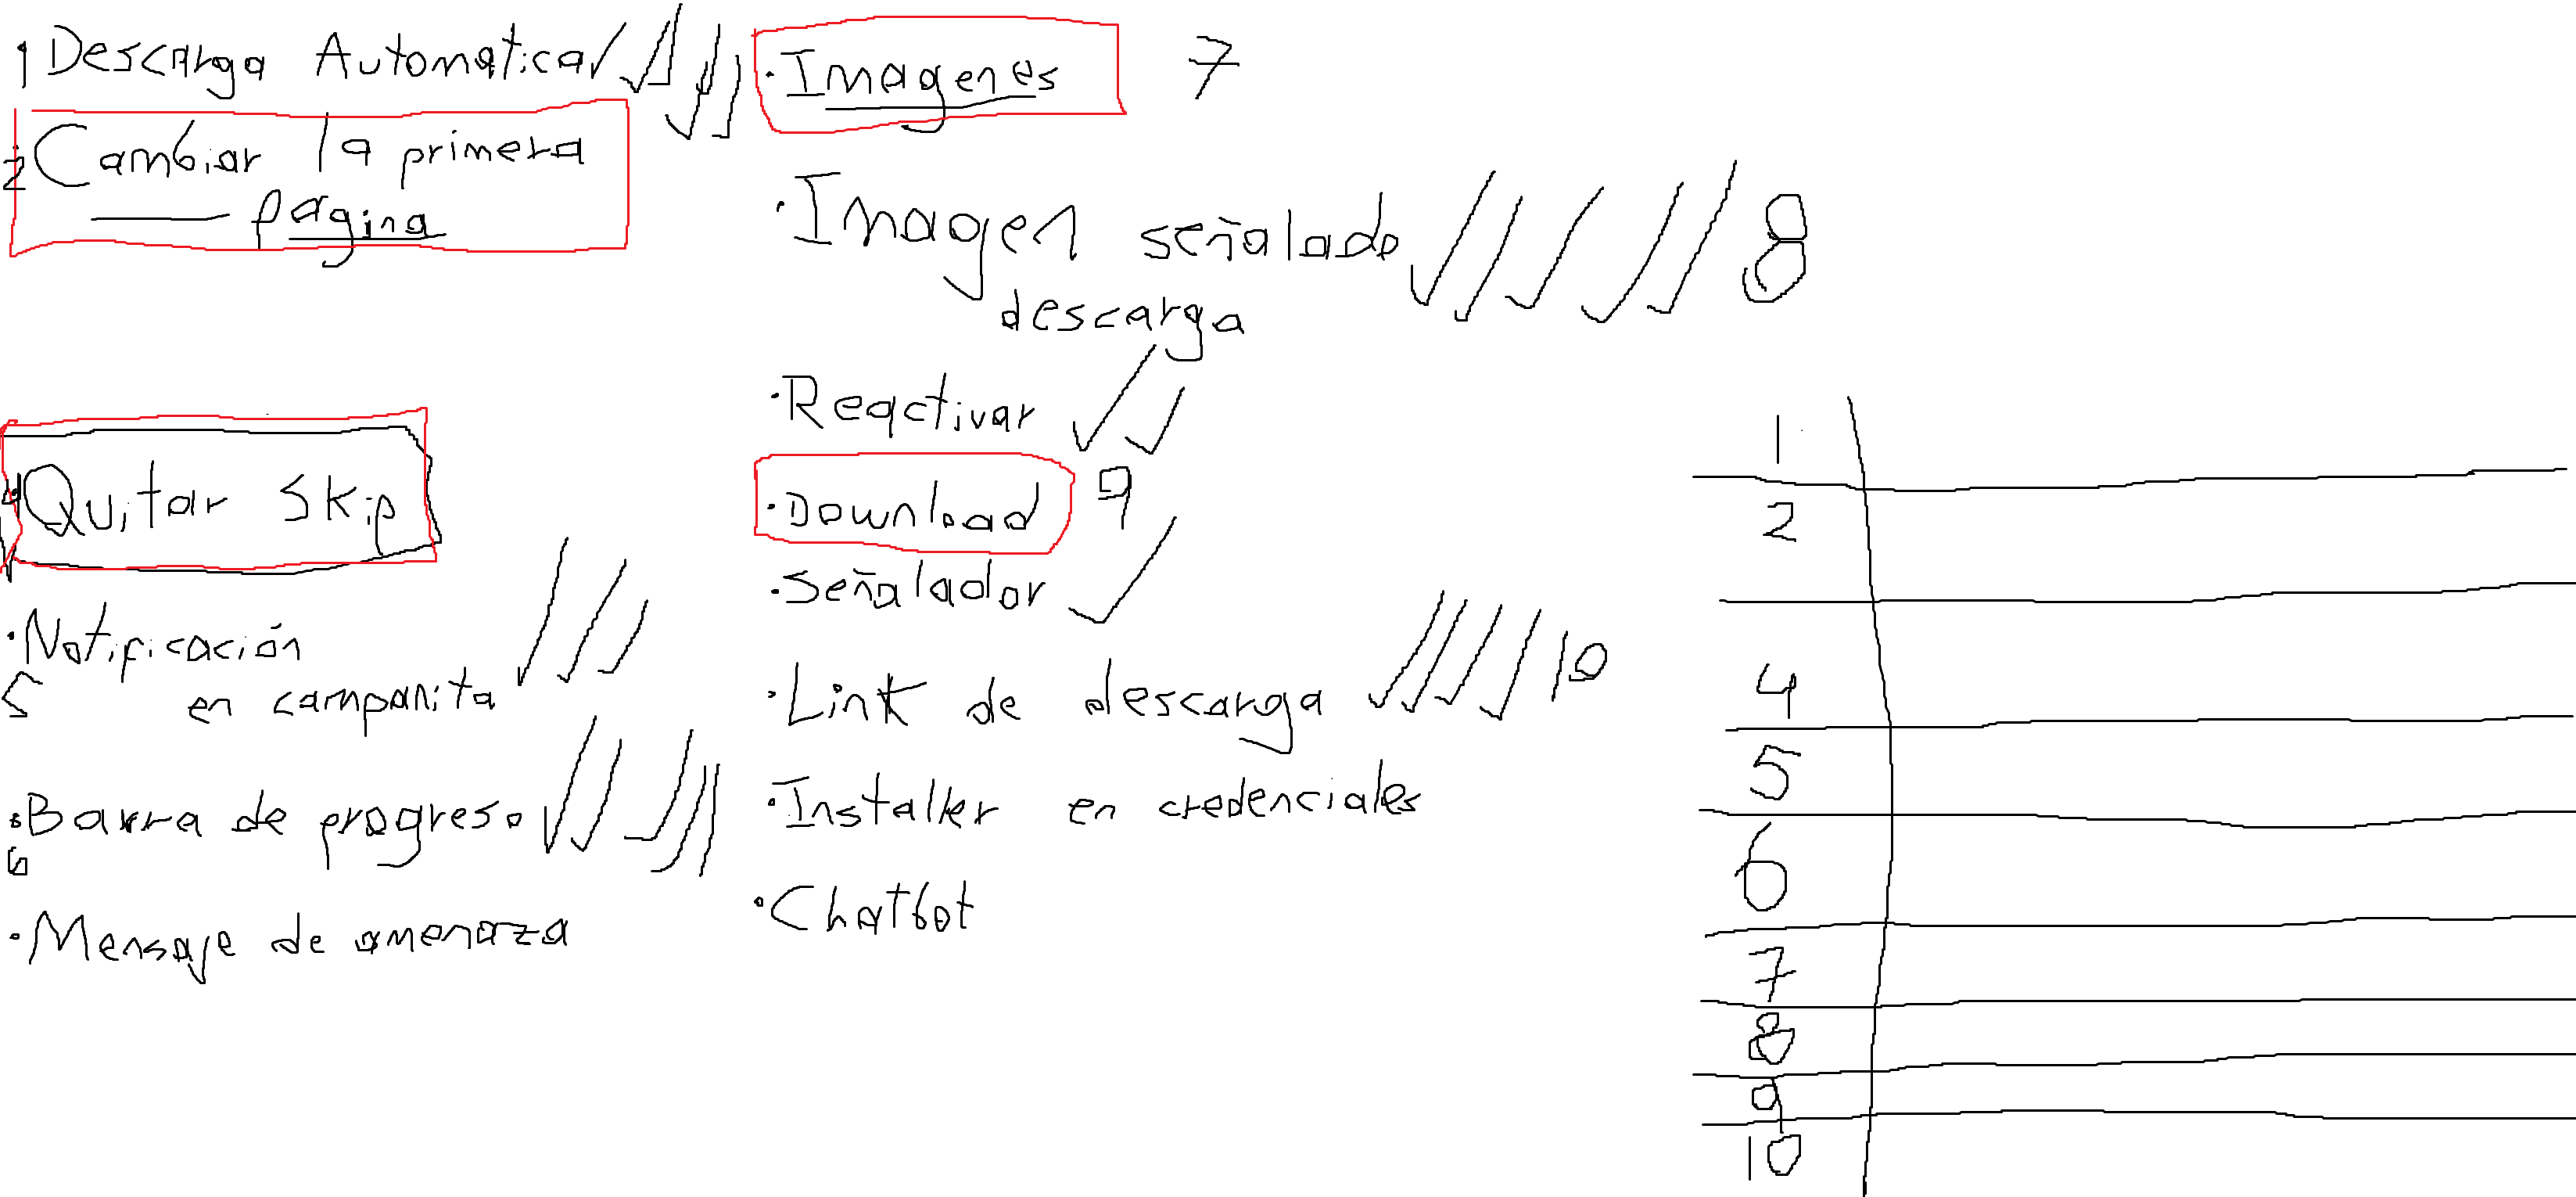 1 Descarga Automatica
2 Cambiar la primera
pagina
4 Quitar Skip
·Notificación
5 en campanita
·Barra de progreso
6
·Mensaje de amenaza
·Imagenes 7
·Imagen señalado 8
descarga
·Reactivar
·Download 9
·Señalador
·Link de descarga 10
·Installer en credenciales
·Chatbot
1
2
4
5
6
7
8
9
10